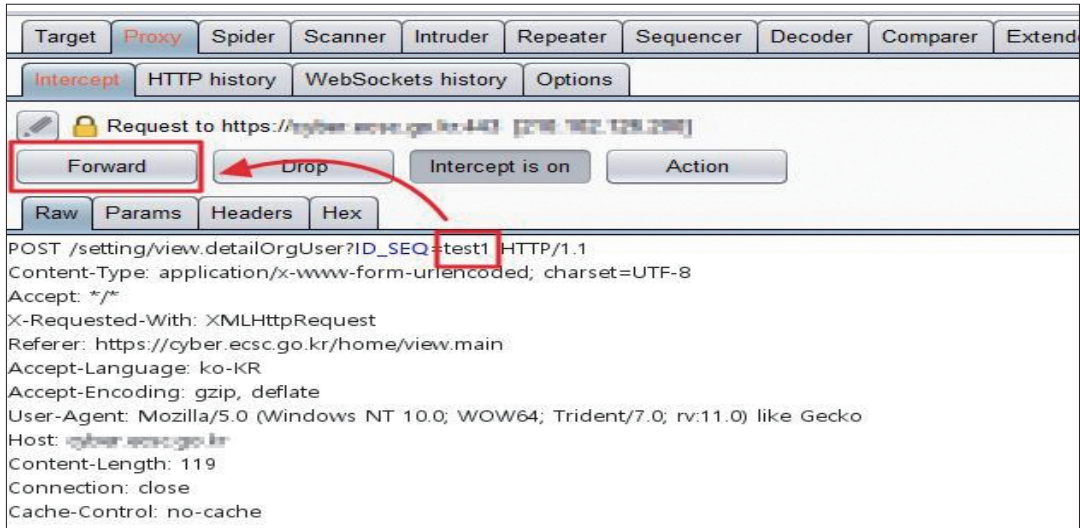 Target Proxy Spider Scanner Intruder Repeater Sequencer Decoder Comparer Extend
Intercept HTTP history WebSockets history Options
Request to https://
Forward Drop Intercept is on Action
Raw Params Headers Hex
POST /setting/view.detailOrgUser?ID_SEQ=test1 HTTP/1.1
Content-Type: application/x-www-form-urlencoded; charset=UTF-8
Accept: */*
X-Requested-With: XMLHttpRequest
Referer: https://cyber.ecsc.go.kr/home/view.main
Accept-Language: ko-KR
Accept-Encoding: gzip, deflate
User-Agent: Mozilla/5.0 (Windows NT 10.0; WOW64; Trident/7.0; rv:11.0) like Gecko
Host:
Content-Length: 119
Connection: close
Cache-Control: no-cache